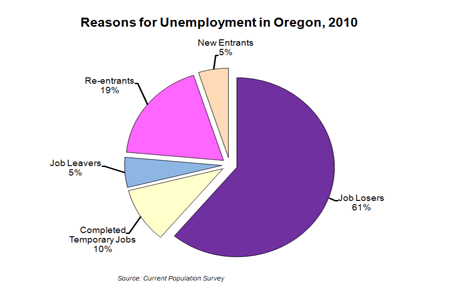 Reasons for Unemployment in Oregon, 2010
New Entrants
5%
Re-entrants
19%
Job Leavers
5%
Job Losers
61%
Completed
Temporary Jobs
10%
Source: Current Population Survey